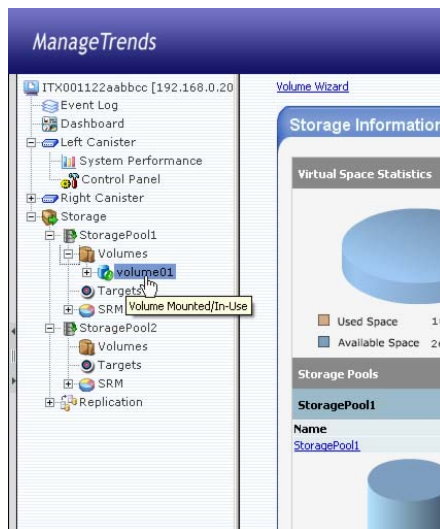 ManageTrends
ITX001122aabbcc [192.168.0.20
Event Log
Dashboard
Left Canister
System Performance
Control Panel
Right Canister
Storage
StoragePool1
Volumes
volume01
Targets
Volume Mounted/In-Use
SRM
StoragePool2
Volumes
Targets
SRM
Replication
Volume Wizard
Storage Information
Virtual Space Statistics
Used Space
Available Space
Storage Pools
StoragePool1
Name
StoragePool1